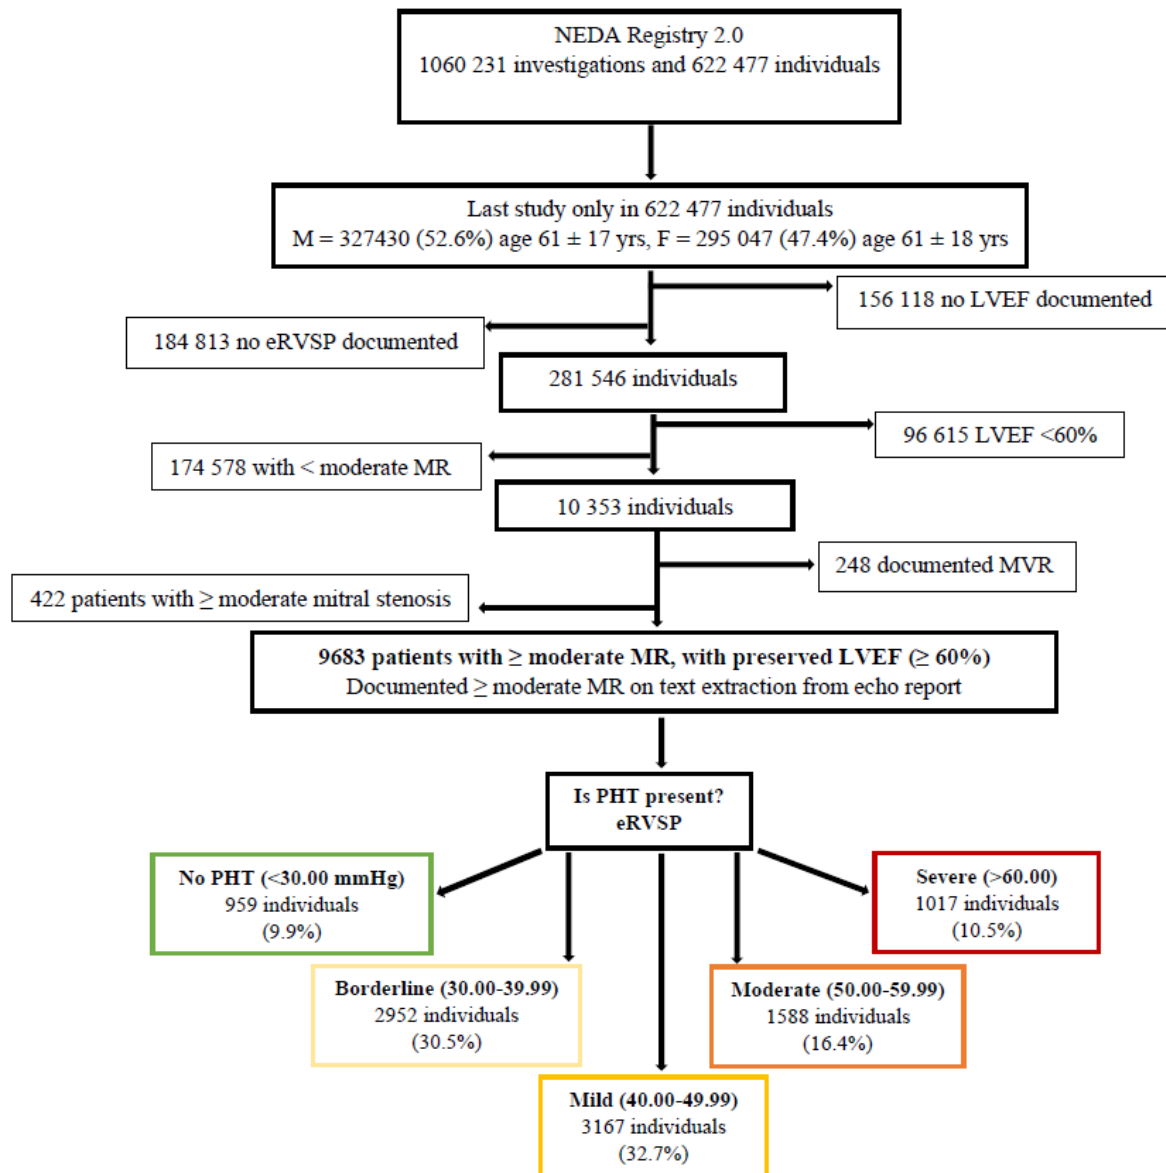 NEDA Registry 2.0
1060 231 investigations and 622 477 individuals
Last study only in 622 477 individuals
M = 327430 (52.6%) age 61 ± 17 yrs, F = 295 047 (47.4%) age 61 ± 18 yrs
156 118 no LVEF documented
184 813 no eRVSP documented
281 546 individuals
96 615 LVEF <60%
174 578 with < moderate MR
10 353 individuals
248 documented MVR
422 patients with ≥ moderate mitral stenosis
9683 patients with ≥ moderate MR, with preserved LVEF (≥ 60%)
Documented ≥ moderate MR on text extraction from echo report
Is PHT present?
eRVSP
No PHT (<30.00 mmHg)
959 individuals
(9.9%)
Severe (>60.00)
1017 individuals
(10.5%)
Borderline (30.00-39.99)
2952 individuals
(30.5%)
Moderate (50.00-59.99)
1588 individuals
(16.4%)
Mild (40.00-49.99)
3167 individuals
(32.7%)